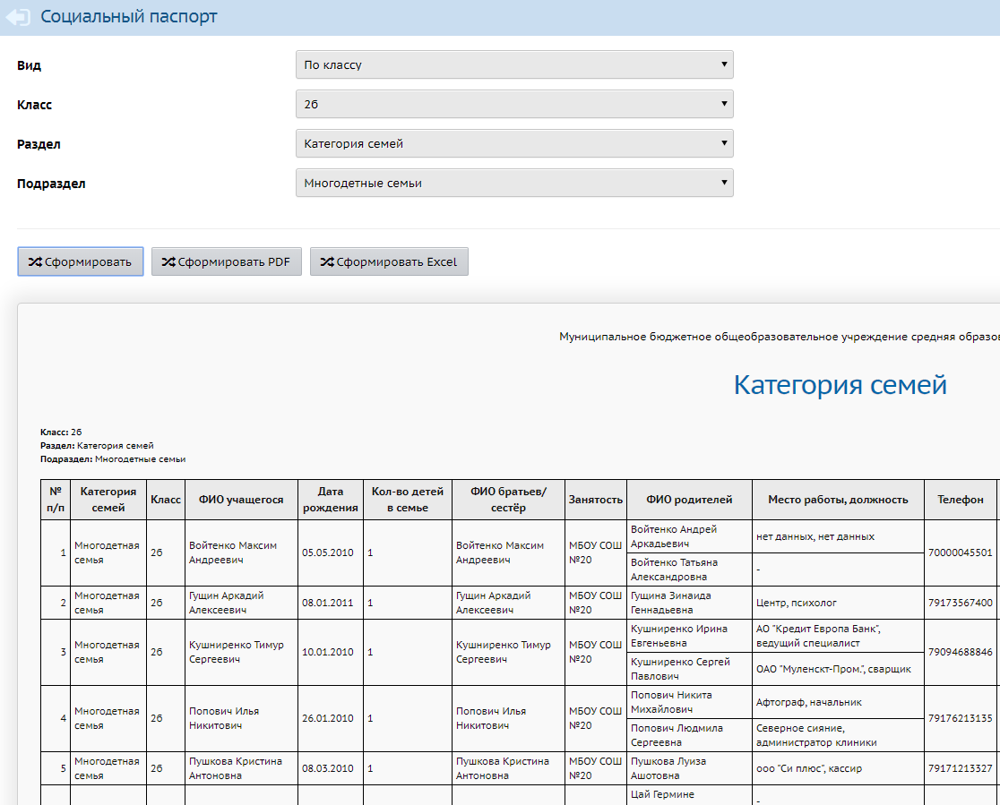 Социальный паспорт
Вид
По классу
Класс
2б
Раздел
Категория семей
Подраздел
Многодетные семьи
Сформировать Сформировать PDF Сформировать Excel
Муниципальное бюджетное общеобразовательное учреждение средняя
Категория семей
Класс: 2б
Раздел: Категория семей
Подраздел: Многодетные семьи
№ п/п Категория семей Класс ФИО учащегося Дата рождения Кол-во детей в семье ФИО братьев/ сестёр Занятость ФИО родителей Место работы, должность Телефон
1 Многодетная семья 2б Войтенко Максим Андреевич 05.05.2010 1 Войтенко Максим Андреевич МБОУ СОШ №20 Войтенко Андрей Аркадьевич нет данных, нет данных 70000045501
Войтенко Татьяна Александровна -
2 Многодетная семья 2б Гущин Аркадий Алексеевич 08.01.2011 1 Гущин Аркадий Алексеевич МБОУ СОШ №20 Гущина Зинаида Геннадьевна Центр, психолог 79173567400
3 Многодетная семья 2б Кушниренко Тимур Сергеевич 10.01.2010 1 Кушниренко Тимур Сергеевич МБОУ СОШ №20 Кушниренко Ирина Евгеньевна АО "Кредит Европа Банк", ведущий специалист 79094688846
Кушниренко Сергей Павлович ОАО "Муленскт-Пром.", сварщик
4 Многодетная семья 2б Попович Илья Никитович 26.01.2010 1 Попович Илья Никитович МБОУ СОШ №20 Попович Никита Михайлович Афтограф, начальник 79176213135
Попович Людмила Сергеевна Северное сияние, администратор клиники
5 Многодетная семья 2б Пушкова Кристина Антоновна 08.03.2010 1 Пушкова Кристина Антоновна МБОУ СОШ №20 Пушкова Луиза Ашотовна ооо "Си плюс", кассир 79171213327
Цай Гермине -